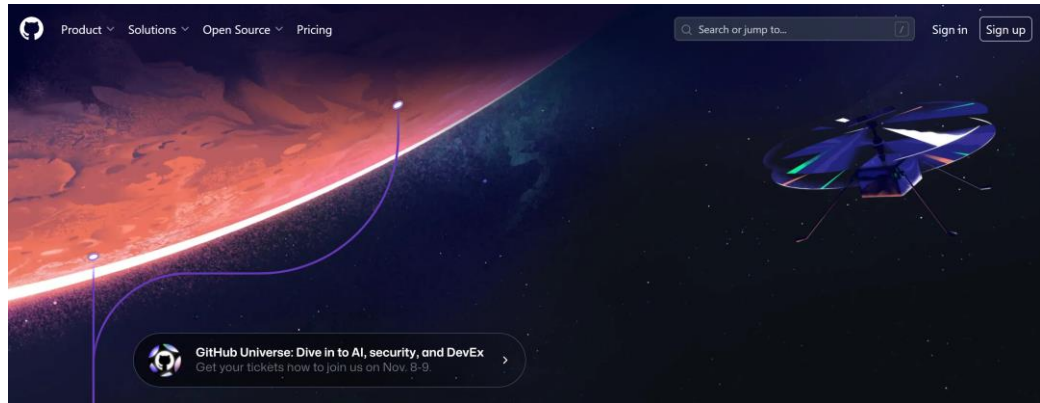 Product Solutions Open Source Pricing Search or jump to... / Sign in Sign up
GitHub Universe: Dive in to AI, security, and DevEx
Get your tickets now to join us on Nov. 8-9.